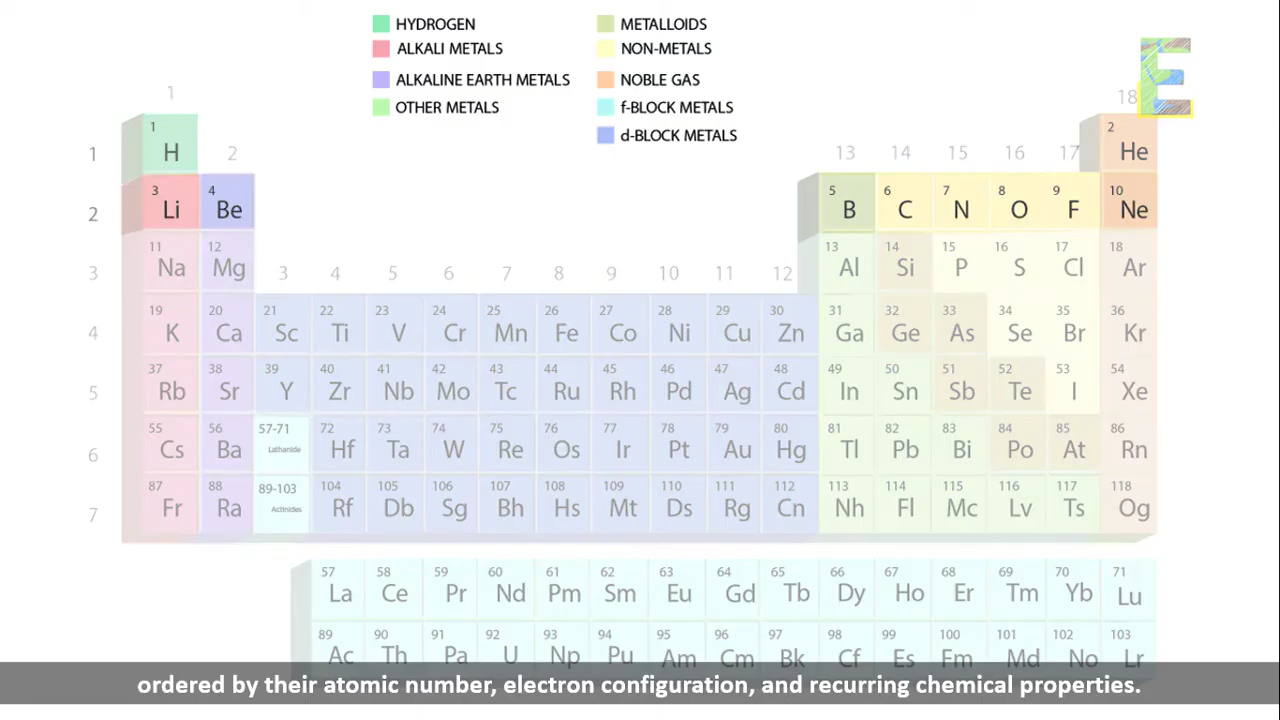 HYDROGEN
METALLOIDS
ALKALI METALS
NON-METALS
ALKALINE EARTH METALS
NOBLE GAS
OTHER METALS
f-BLOCK METALS
d-BLOCK METALS
E
1 18
1 2
1 H He
2 13 14 15 16 17
3 4 5 6 7 8 9 10
2 Li Be B C N O F Ne
11 12 13 14 15 16 17 18
3 Na Mg Al Si P S Cl Ar
3 4 5 6 7 8 9 10 11 12
19 20 21 22 23 24 25 26 27 28 29 30 31 32 33 34 35 36
4 K Ca Sc Ti V Cr Mn Fe Co Ni Cu Zn Ga Ge As Se Br Kr
37 38 39 40 41 42 43 44 45 46 47 48 49 50 51 52 53 54
5 Rb Sr Y Zr Nb Mo Tc Ru Rh Pd Ag Cd In Sn Sb Te I Xe
55 56 57-71 72 73 74 75 76 77 78 79 80 81 82 83 84 85 86
6 Cs Ba Lathanide Hf Ta W Re Os Ir Pt Au Hg Tl Pb Bi Po At Rn
87 88 89-103 104 105 106 107 108 109 110 111 112 113 114 115 116 117 118
7 Fr Ra Actinides Rf Db Sg Bh Hs Mt Ds Rg Cn Nh Fl Mc Lv Ts Og
57 58 59 60 61 62 63 64 65 66 67 68 69 70 71
La Ce Pr Nd Pm Sm Eu Gd Tb Dy Ho Er Tm Yb Lu
89 90 91 92 93 94 95 96 97 98 99 100 101 102 103
Ac Th Pa U Np Pu Am Cm Bk Cf Es Fm Md No Lr
ordered by their atomic number, electron configuration, and recurring chemical properties.